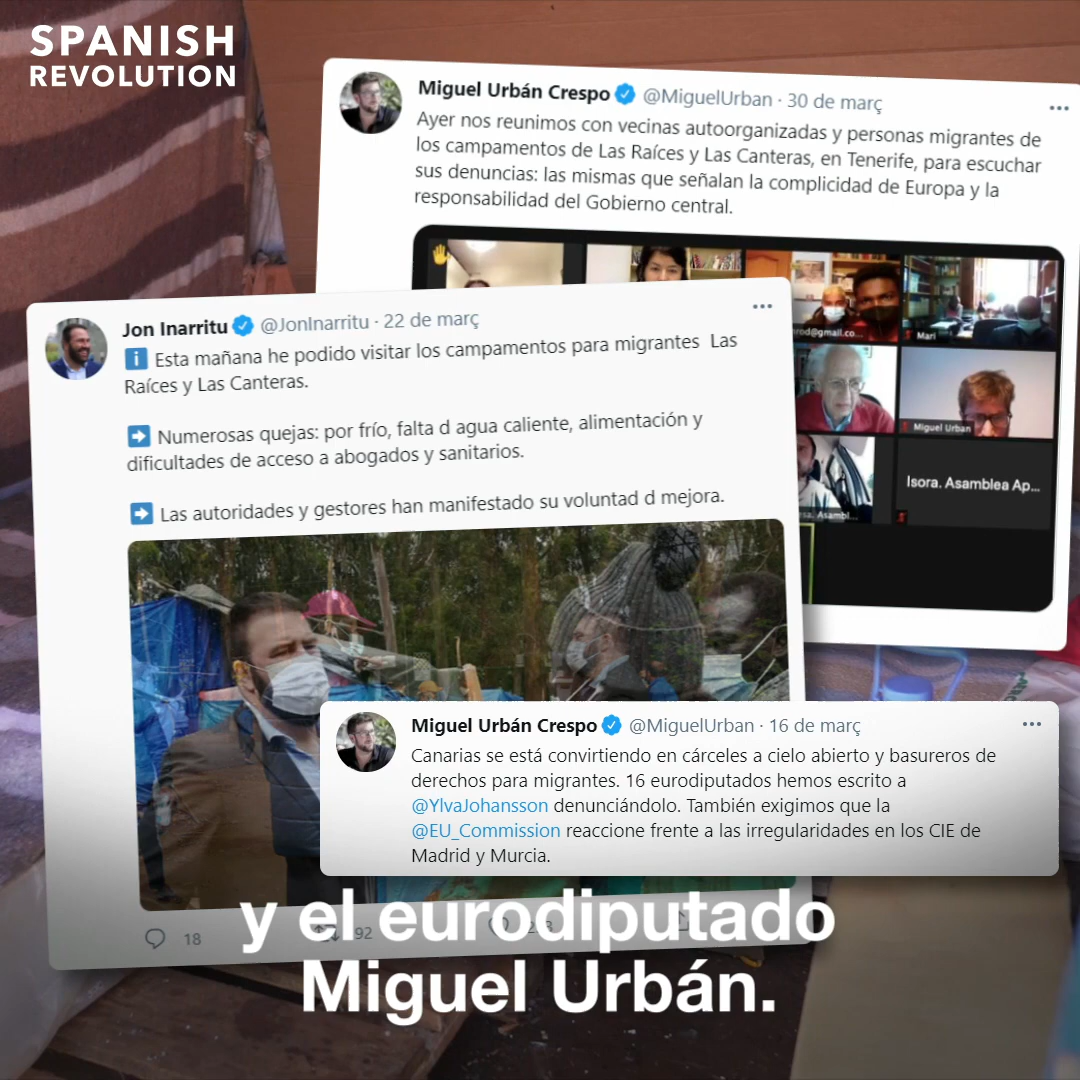 SPANISH
REVOLUTION
Miguel Urbán Crespo @MiguelUrban · 30 de març
Ayer nos reunimos con vecinas autoorganizadas y personas migrantes de
los campamentos de Las Raíces y Las Canteras, en Tenerife, para escuchar
sus denuncias: las mismas que señalan la complicidad de Europa y la
responsabilidad del Gobierno central.
rod@gmail.co...
Mari
Miguel Urban
Isora. Asamblea Ap...
Jon Inarritu @JonInarritu · 22 de març
Esta mañana he podido visitar los campamentos para migrantes Las
Raíces y Las Canteras.
Numerosas quejas: por frío, falta d agua caliente, alimentación y
dificultades de acceso a abogados y sanitarios.
Las autoridades y gestores han manifestado su voluntad d mejora.
18
92
Miguel Urbán Crespo @MiguelUrban · 16 de març
Canarias se está convirtiendo en cárceles a cielo abierto y basureros de
derechos para migrantes. 16 eurodiputados hemos escrito a
@YlvaJohansson denunciándolo. También exigimos que la
@EU_Commission reaccione frente a las irregularidades en los CIE de
Madrid y Murcia.
y el eurodiputado
Miguel Urbán.